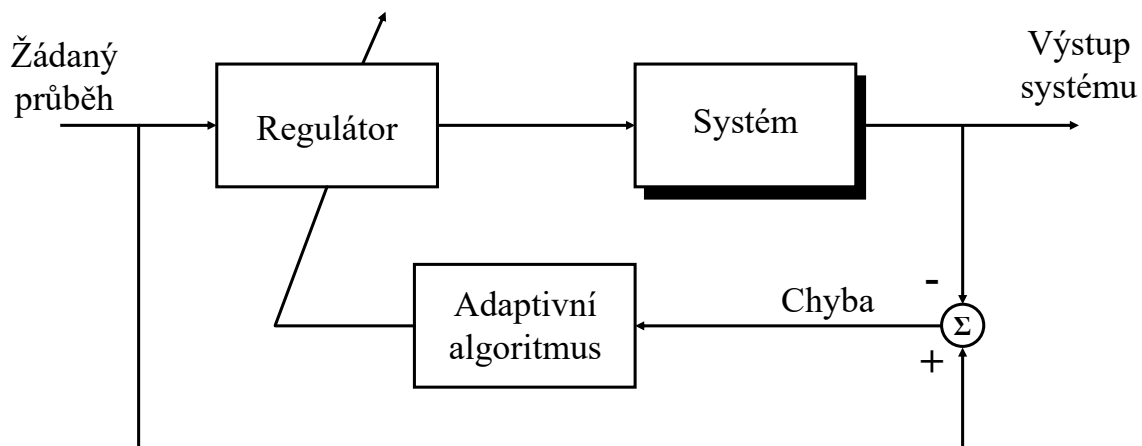 Žádaný
průběh
Regulátor
Systém
Výstup
systému
Adaptivní
algoritmus
Chyba
-
Σ
+